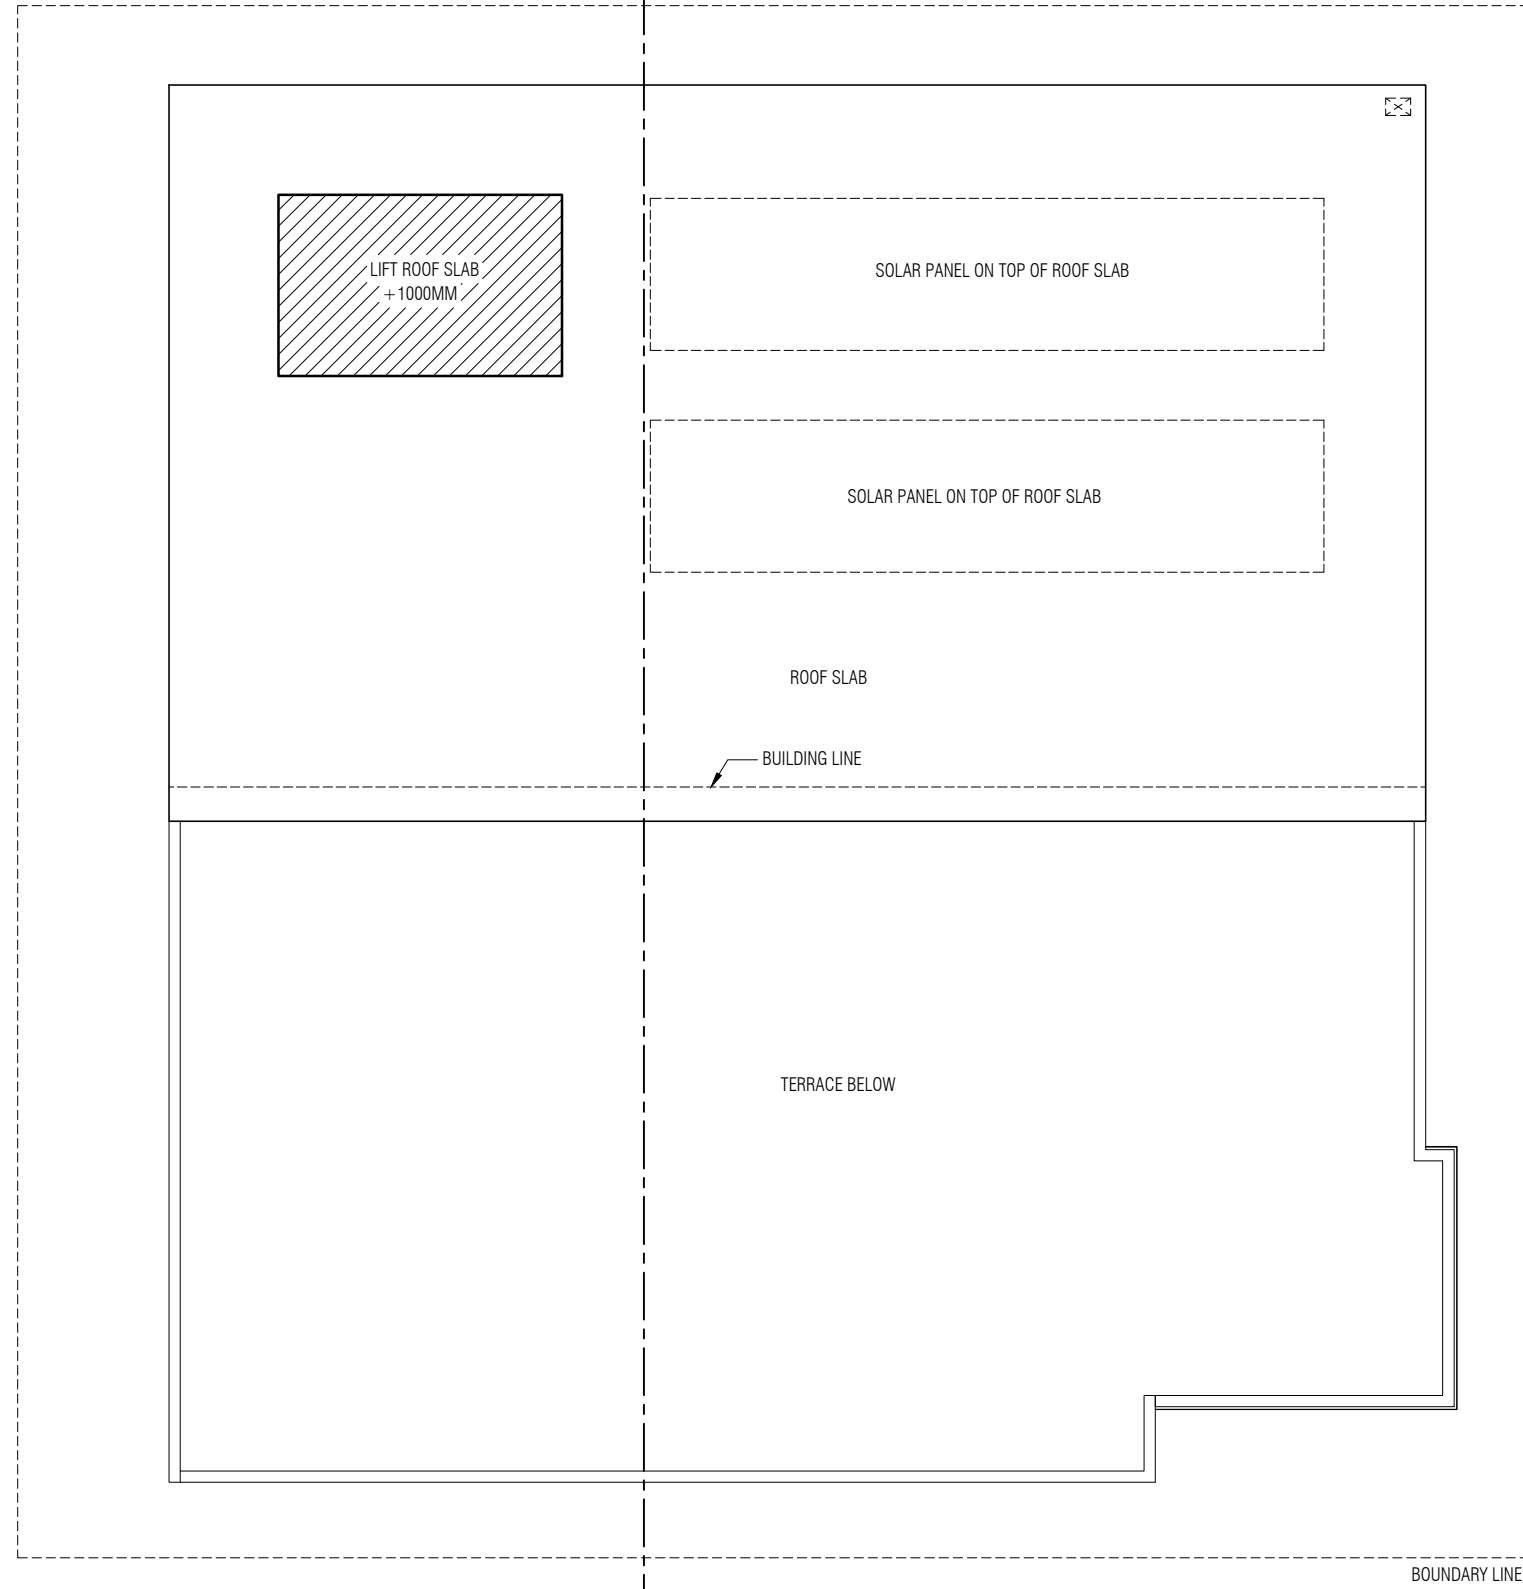 LIFT ROOF SLAB
+1000MM
SOLAR PANEL ON TOP OF ROOF SLAB
SOLAR PANEL ON TOP OF ROOF SLAB
ROOF SLAB
BUILDING LINE
TERRACE BELOW
BOUNDARY LINE